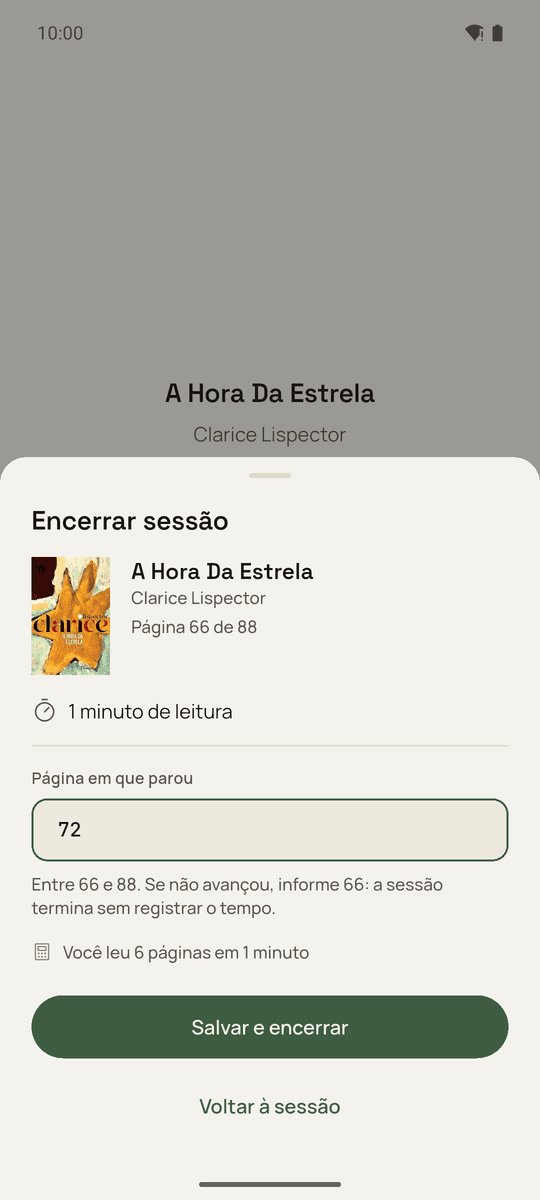 10:00
A Hora Da Estrela
Clarice Lispector
Encerrar sessão
A Hora Da Estrela
Clarice Lispector
Página 66 de 88
clarice
lispector
A HORA DA
ESTRELA
1 minuto de leitura
Página em que parou
72
Entre 66 e 88. Se não avançou, informe 66: a sessão
termina sem registrar o tempo.
Você leu 6 páginas em 1 minuto
Salvar e encerrar
Voltar à sessão